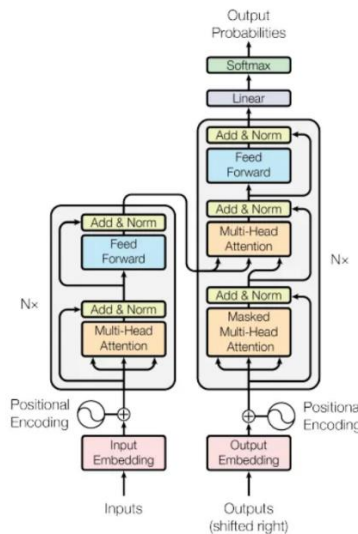 Output
Probabilities
Softmax
Linear
Add & Norm
Feed
Forward
Add & Norm
Multi-Head
Attention
Add & Norm
Masked
Multi-Head
Attention
N×
Positional
Encoding
Output
Embedding
Outputs
(shifted right)
Add & Norm
Feed
Forward
Add & Norm
Multi-Head
Attention
N×
Positional
Encoding
Input
Embedding
Inputs